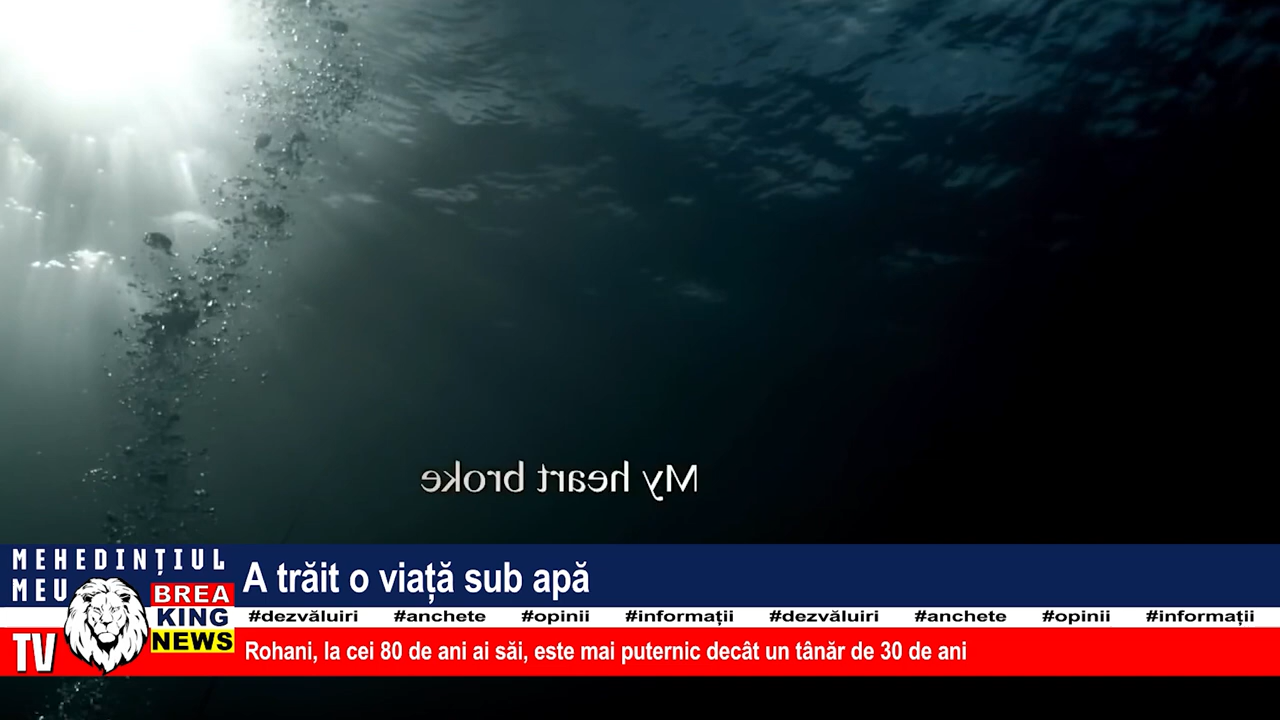 My heart broke
MEHEDINȚIUL
MEU
TV
BREA
KING
NEWS
A trăit o viață sub apă
#dezvăluiri #anchete #opinii #informații #dezvăluiri #anchete #opinii #informații
Rohani, la cei 80 de ani ai săi, este mai puternic decât un tânăr de 30 de ani